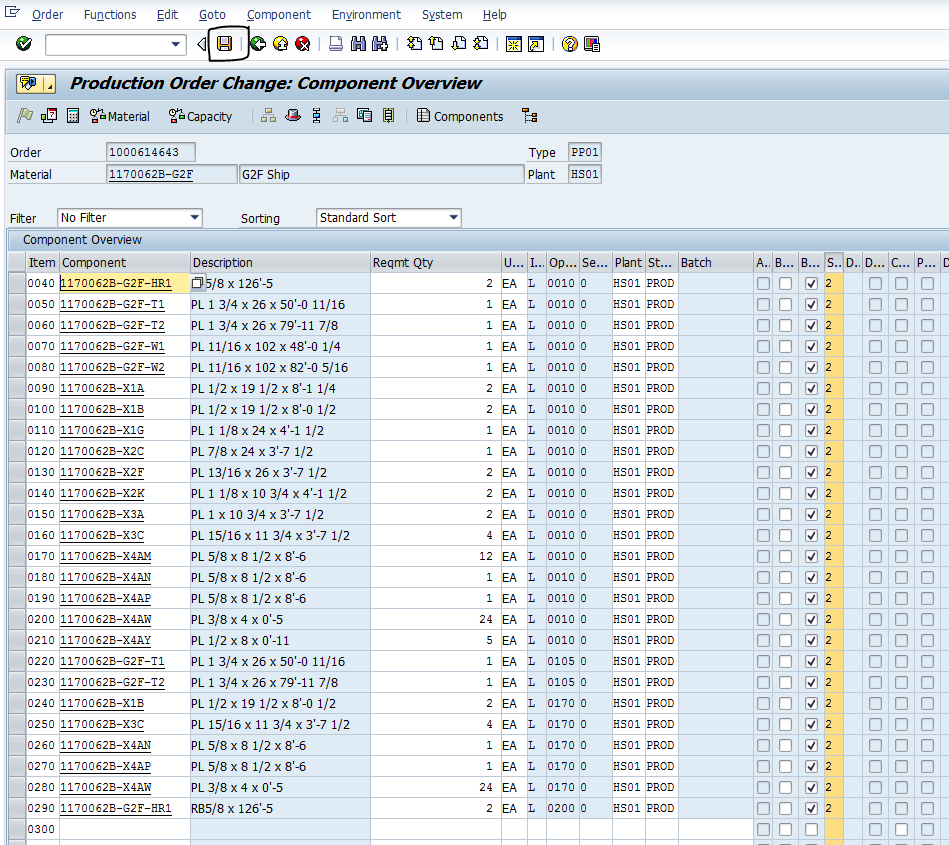 Order Functions Edit Goto Component Environment System Help
Production Order Change: Component Overview
Material Capacity Components
Order 1000614643 Type PP01
Material 1170062B-G2F G2F Ship Plant HS01
Filter No Filter Sorting Standard Sort
Component Overview
Item Component Description Reqmt Qty U... I... Op... Se... Plant St... Batch A... B... B... S... D... D... C... P... D
0040 1170062B-G2F-HR1 5/8 x 126'-5 2 EA L 0010 0 HS01 PROD 2
0050 1170062B-G2F-T1 PL 1 3/4 x 26 x 50'-0 11/16 1 EA L 0010 0 HS01 PROD 2
0060 1170062B-G2F-T2 PL 1 3/4 x 26 x 79'-11 7/8 1 EA L 0010 0 HS01 PROD 2
0070 1170062B-G2F-W1 PL 11/16 x 102 x 48'-0 1/4 1 EA L 0010 0 HS01 PROD 2
0080 1170062B-G2F-W2 PL 11/16 x 102 x 82'-0 5/16 1 EA L 0010 0 HS01 PROD 2
0090 1170062B-X1A PL 1/2 x 19 1/2 x 8'-1 1/4 2 EA L 0010 0 HS01 PROD 2
0100 1170062B-X1B PL 1/2 x 19 1/2 x 8'-0 1/2 2 EA L 0010 0 HS01 PROD 2
0110 1170062B-X1G PL 1 1/8 x 24 x 4'-1 1/2 1 EA L 0010 0 HS01 PROD 2
0120 1170062B-X2C PL 7/8 x 24 x 3'-7 1/2 1 EA L 0010 0 HS01 PROD 2
0130 1170062B-X2F PL 13/16 x 26 x 3'-7 1/2 2 EA L 0010 0 HS01 PROD 2
0140 1170062B-X2K PL 1 1/8 x 10 3/4 x 4'-1 1/2 2 EA L 0010 0 HS01 PROD 2
0150 1170062B-X3A PL 1 x 10 3/4 x 3'-7 1/2 2 EA L 0010 0 HS01 PROD 2
0160 1170062B-X3C PL 15/16 x 11 3/4 x 3'-7 1/2 4 EA L 0010 0 HS01 PROD 2
0170 1170062B-X4AM PL 5/8 x 8 1/2 x 8'-6 12 EA L 0010 0 HS01 PROD 2
0180 1170062B-X4AN PL 5/8 x 8 1/2 x 8'-6 1 EA L 0010 0 HS01 PROD 2
0190 1170062B-X4AP PL 5/8 x 8 1/2 x 8'-6 1 EA L 0010 0 HS01 PROD 2
0200 1170062B-X4AW PL 3/8 x 4 x 0'-5 24 EA L 0010 0 HS01 PROD 2
0210 1170062B-X4AY PL 1/2 x 8 x 0'-11 5 EA L 0010 0 HS01 PROD 2
0220 1170062B-G2F-T1 PL 1 3/4 x 26 x 50'-0 11/16 1 EA L 0105 0 HS01 PROD 2
0230 1170062B-G2F-T2 PL 1 3/4 x 26 x 79'-11 7/8 1 EA L 0105 0 HS01 PROD 2
0240 1170062B-X1B PL 1/2 x 19 1/2 x 8'-0 1/2 2 EA L 0170 0 HS01 PROD 2
0250 1170062B-X3C PL 15/16 x 11 3/4 x 3'-7 1/2 4 EA L 0170 0 HS01 PROD 2
0260 1170062B-X4AN PL 5/8 x 8 1/2 x 8'-6 1 EA L 0170 0 HS01 PROD 2
0270 1170062B-X4AP PL 5/8 x 8 1/2 x 8'-6 1 EA L 0170 0 HS01 PROD 2
0280 1170062B-X4AW PL 3/8 x 4 x 0'-5 24 EA L 0170 0 HS01 PROD 2
0290 1170062B-G2F-HR1 RB5/8 x 126'-5 2 EA L 0200 0 HS01 PROD 2
0300